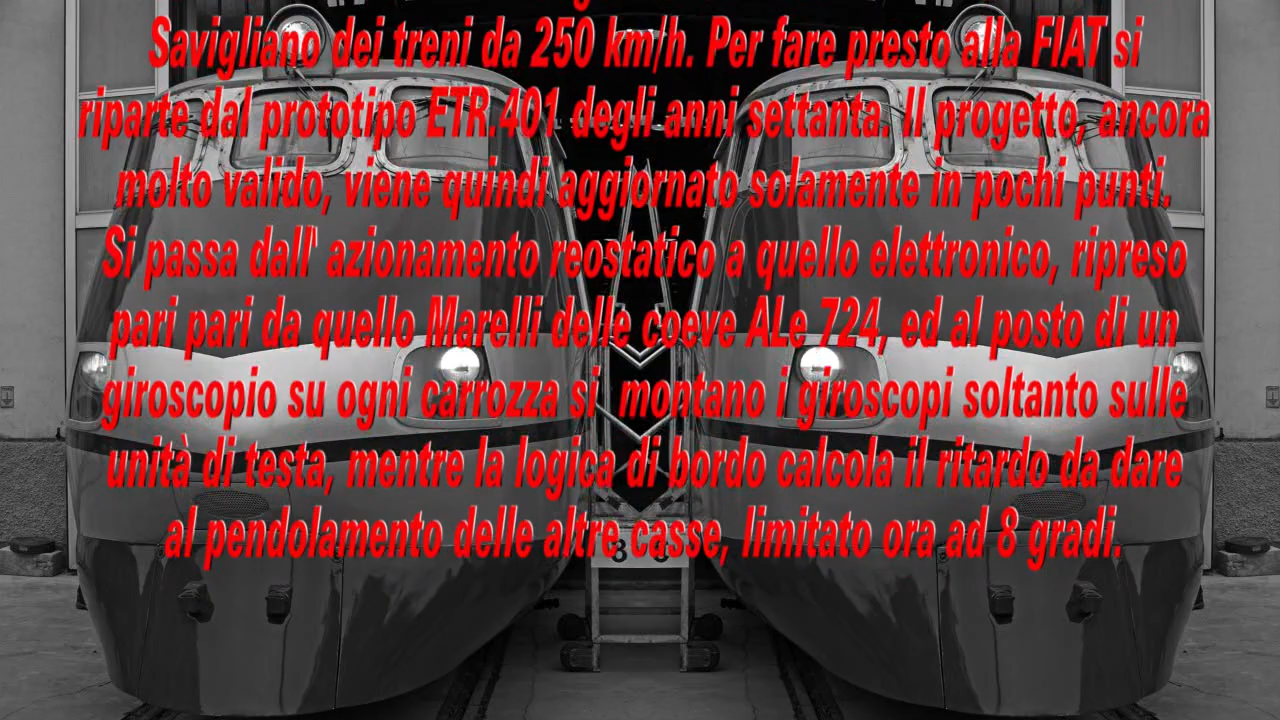 Savigliano dei treni da 250 km/h. Per fare presto alla FIAT si
riparte dal prototipo ETR.401 degli anni settanta. Il progetto, ancora
molto valido, viene quindi aggiornato solamente in pochi punti.
Si passa dall' azionamento reostatico a quello elettronico, ripreso
pari pari da quello Marelli delle coeve ALe 724, ed al posto di un
giroscopio su ogni carrozza si montano i giroscopi soltanto sulle
unità di testa, mentre la logica di bordo calcola il ritardo da dare
al pendolamento delle altre casse, limitato ora ad 8 gradi.